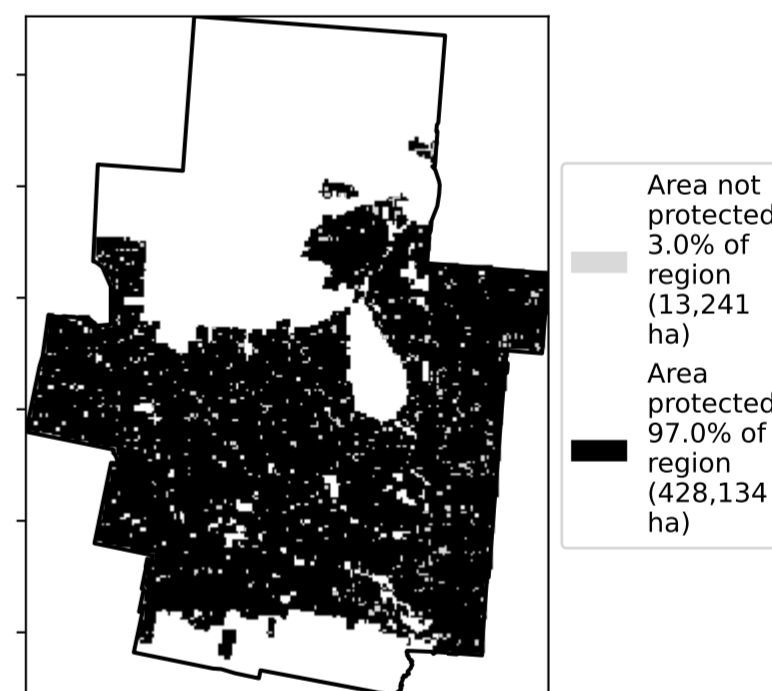 Area not
protected
3.0% of
region
(13,241
ha)
Area
protected
97.0% of
region
(428,134
ha)